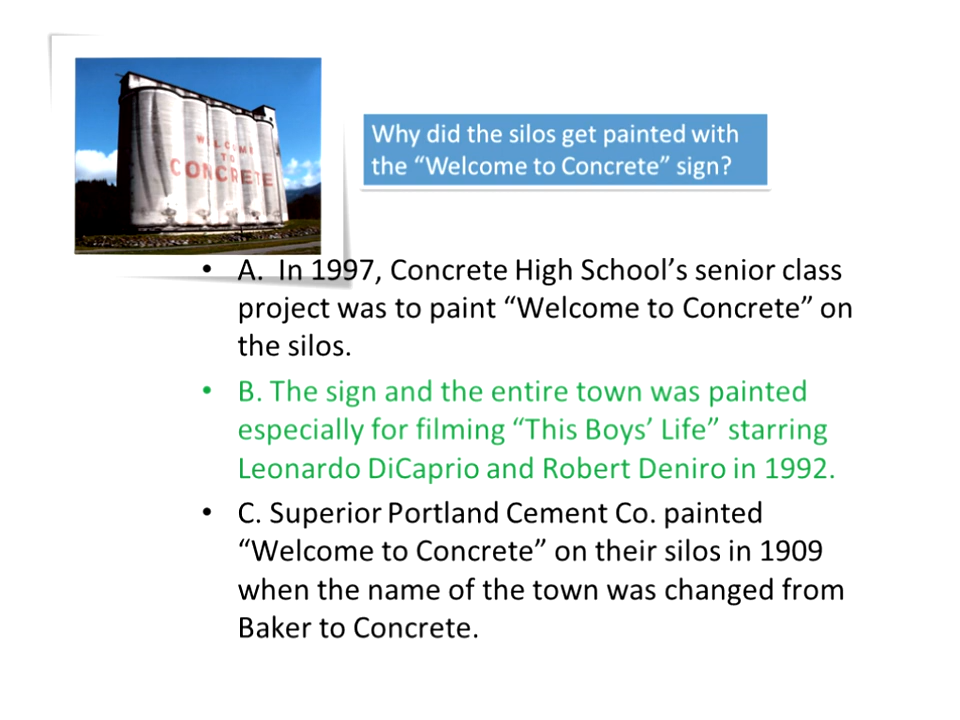 WELCOME
TO
CONCRETE
Why did the silos get painted with
the “Welcome to Concrete” sign?
• A.  In 1997, Concrete High School’s senior class
project was to paint “Welcome to Concrete” on
the silos.
• B. The sign and the entire town was painted
especially for filming “This Boys’ Life” starring
Leonardo DiCaprio and Robert Deniro in 1992.
• C. Superior Portland Cement Co. painted
“Welcome to Concrete” on their silos in 1909
when the name of the town was changed from
Baker to Concrete.